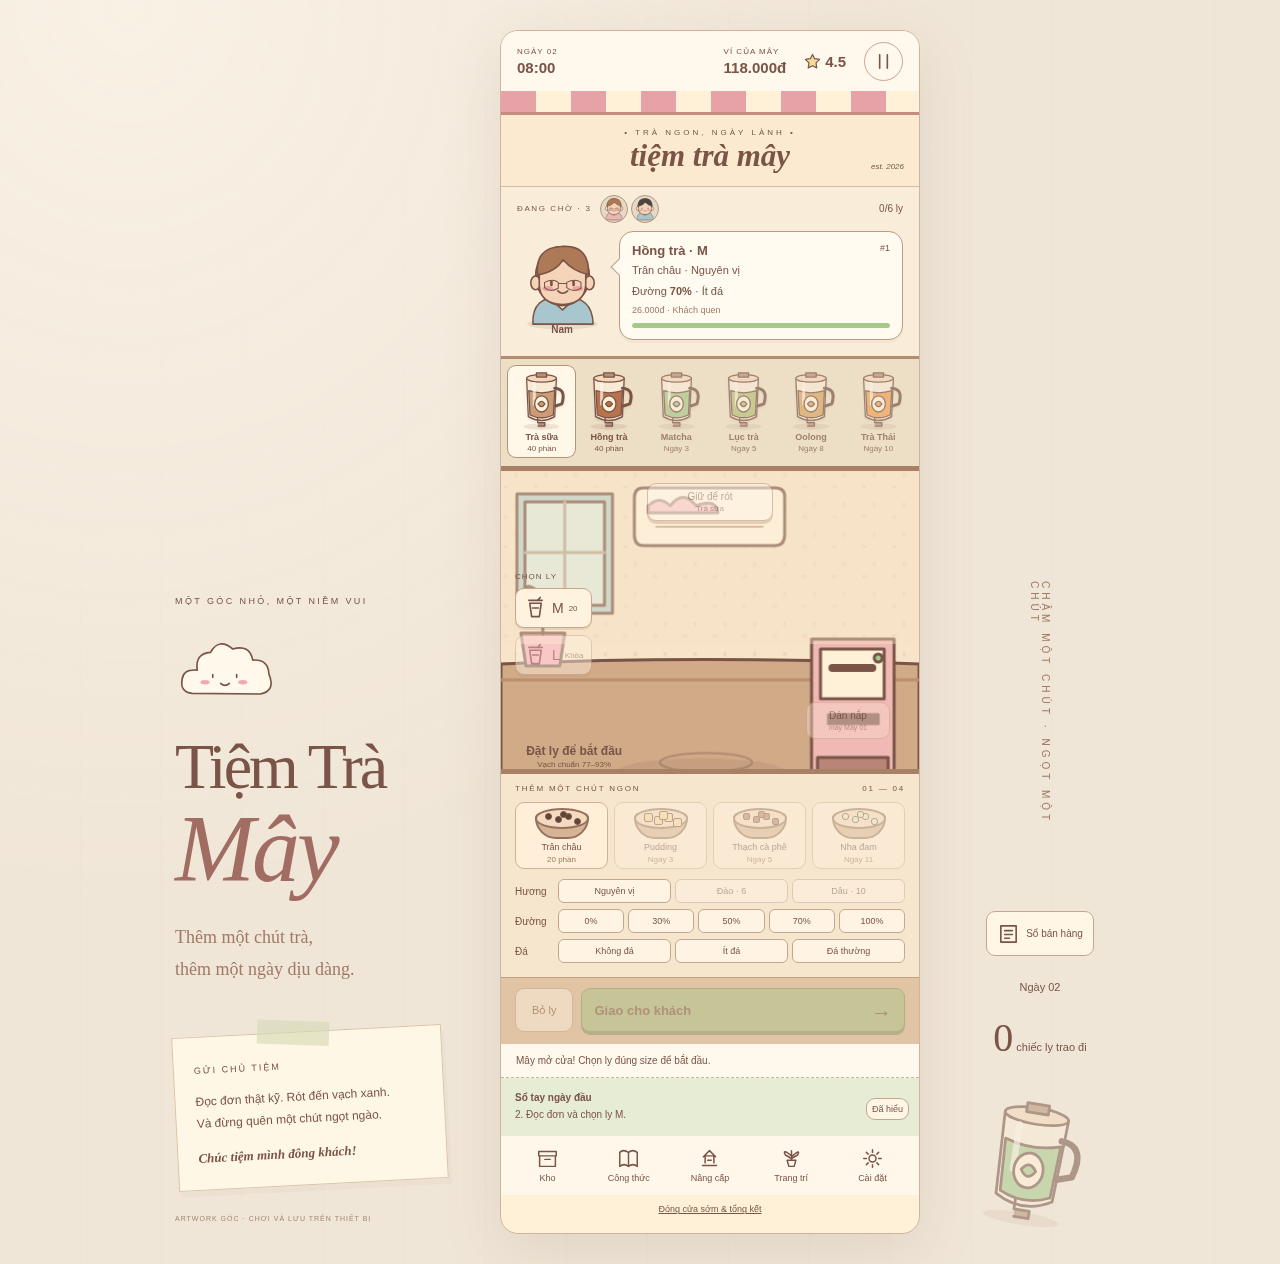 MỘT GÓC NHỎ, MỘT NIỀM VUI
Tiệm Trà
Mây
Thêm một chút trà,
thêm một ngày dịu dàng.
GỬI CHỦ TIỆM
Đọc đơn thật kỹ. Rót đến vạch xanh.
Và đừng quên một chút ngọt ngào.
Chúc tiệm mình đông khách!
ARTWORK GỐC · CHƠI VÀ LƯU TRÊN THIẾT BỊ
NGÀY 02
08:00
VÍ CỦA MÂY
118.000đ
4.5
• TRÀ NGON, NGÀY LÀNH •
tiệm trà mây
est. 2026
ĐANG CHỜ · 3
0/6 ly
Nam
Hồng trà · M
#1
Trân châu · Nguyên vị
Đường 70% · Ít đá
26.000đ · Khách quen
Trà sữa
40 phần
Hồng trà
40 phần
Matcha
Ngày 3
Lục trà
Ngày 5
Oolong
Ngày 8
Trà Thái
Ngày 10
Giữ để rót
Trà sữa
CHỌN LY
M 20
L Khóa
Dán nắp
máy Mây 01
Đặt ly để bắt đầu
Vạch chuẩn 77–93%
THÊM MỘT CHÚT NGON
01 — 04
Trân châu
20 phần
Pudding
Ngày 3
Thạch cà phê
Ngày 5
Nha đam
Ngày 11
Hương
Nguyên vị
Đào · 6
Dâu · 10
Đường
0%
30%
50%
70%
100%
Đá
Không đá
Ít đá
Đá thường
Bỏ ly
Giao cho khách →
Mây mở cửa! Chọn ly đúng size để bắt đầu.
Sổ tay ngày đầu
2. Đọc đơn và chọn ly M.
Đã hiểu
Kho
Công thức
Nâng cấp
Trang trí
Cài đặt
Đóng cửa sớm & tổng kết
CHẬM MỘT CHÚT · NGỌT MỘT
CHÚT
Sổ bán hàng
Ngày 02
0 chiếc ly trao đi